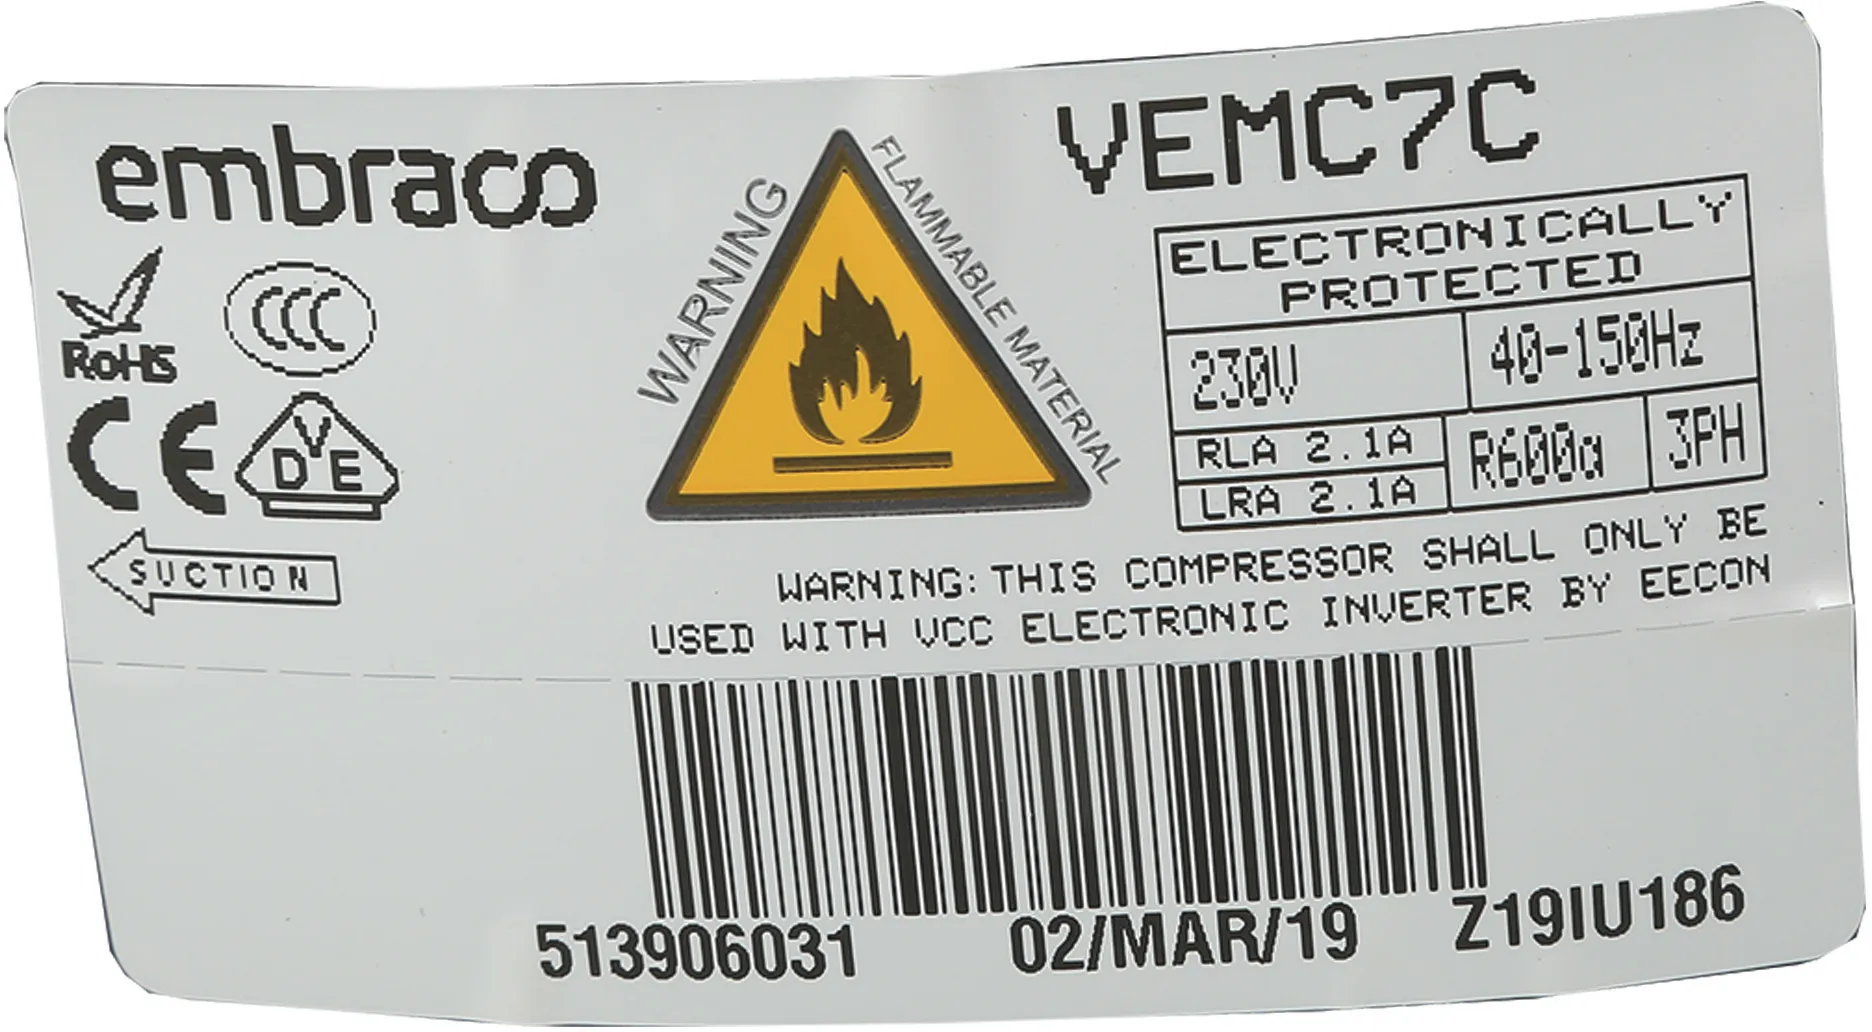 embraco
RoHS
CCC
CE
VDE
SUCTION
WARNING
FLAMMABLE MATERIAL
VEMC7C
ELECTRONICALLY
PROTECTED
230V 40-150Hz
RLA 2.1A
LRA 2.1A
R600a 3PH
WARNING: THIS COMPRESSOR SHALL ONLY BE
USED WITH VCC ELECTRONIC INVERTER BY EECON
513906031 02/MAR/19 Z19IU186